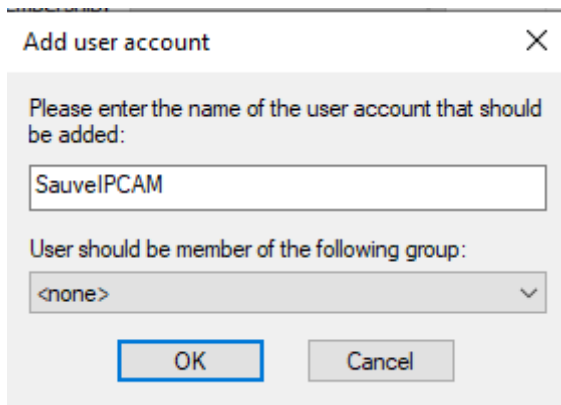 Add user account
Please enter the name of the user account that should
be added:
SauveIPCAM
User should be member of the following group:
<none>
OK
Cancel